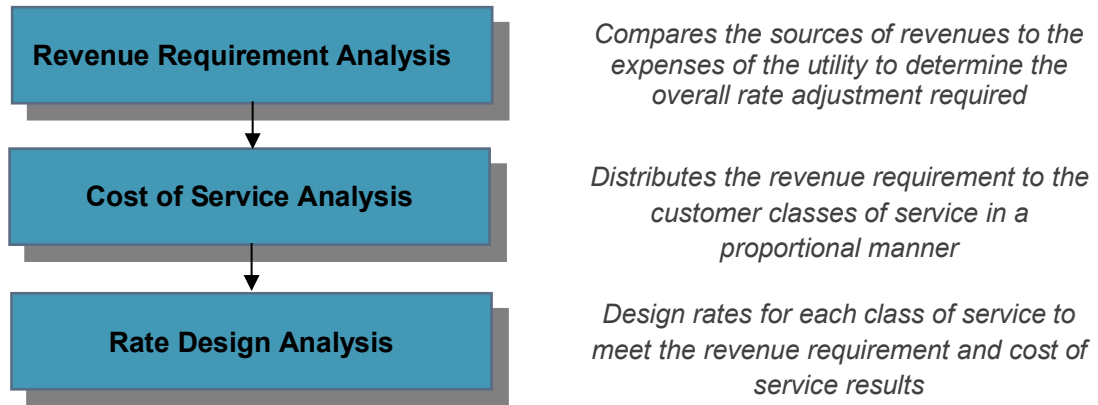 Revenue Requirement Analysis
Compares the sources of revenues to the
expenses of the utility to determine the
overall rate adjustment required
Cost of Service Analysis
Distributes the revenue requirement to the
customer classes of service in a
proportional manner
Rate Design Analysis
Design rates for each class of service to
meet the revenue requirement and cost of
service results